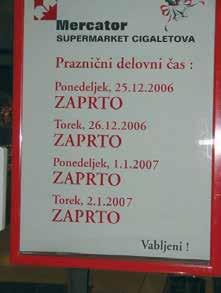 Mercator
SUPERMARKET CIGALETOVA
Praznični delovni čas :
Ponedeljek, 25.12.2006
ZAPRTO
Torek, 26.12.2006
ZAPRTO
Ponedeljek, 1.1.2007
ZAPRTO
Torek, 2.1.2007
ZAPRTO
Vabljeni !